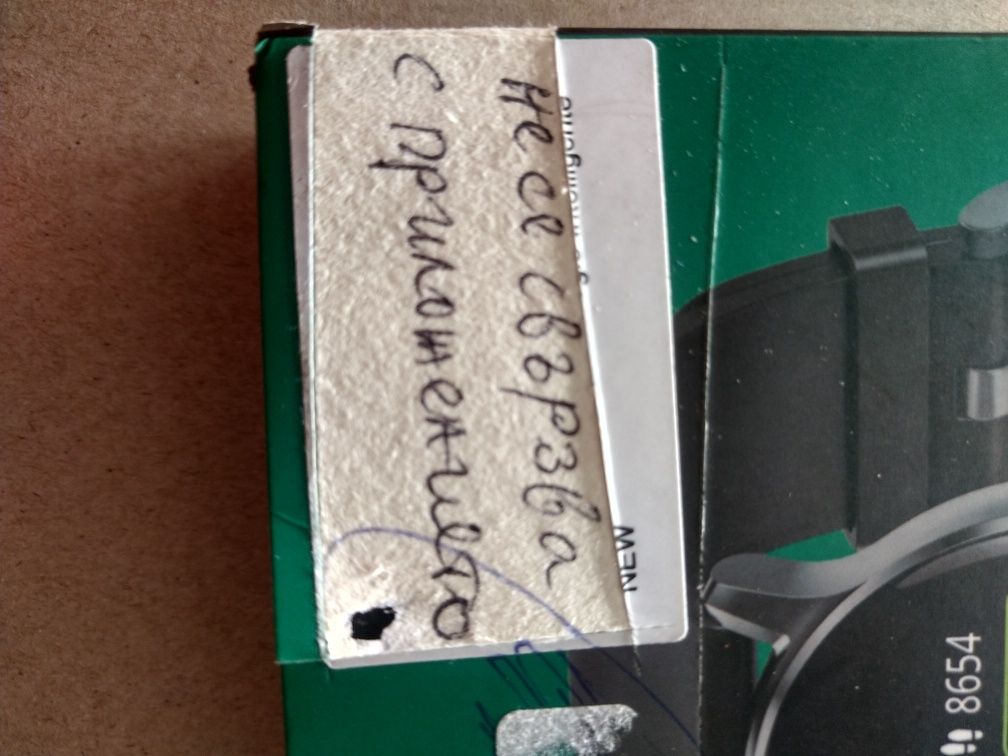 Не се свързва
с приложението
NEW
8654